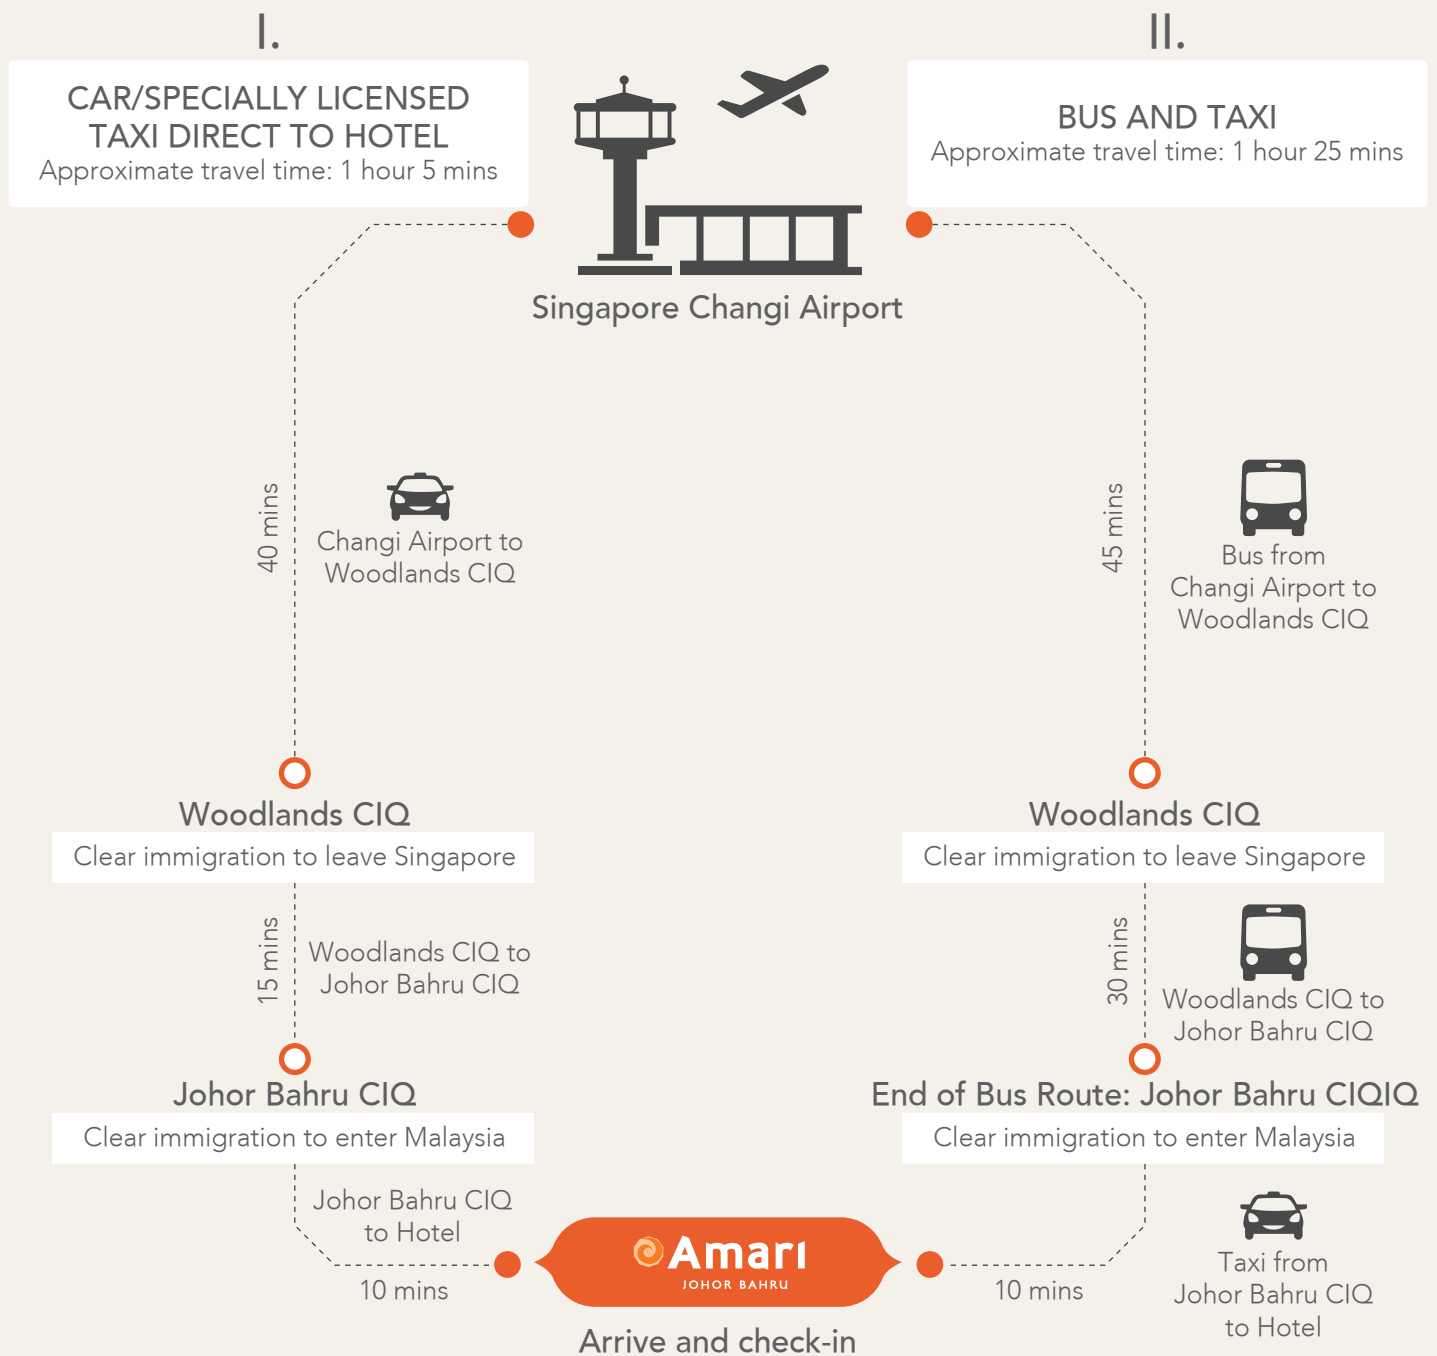 I.
CAR/SPECIALLY LICENSED
TAXI DIRECT TO HOTEL
Approximate travel time: 1 hour 5 mins
II.
BUS AND TAXI
Approximate travel time: 1 hour 25 mins
Singapore Changi Airport
40 mins
Changi Airport to
Woodlands CIQ
45 mins
Bus from
Changi Airport to
Woodlands CIQ
Woodlands CIQ
Clear immigration to leave Singapore
Woodlands CIQ
Clear immigration to leave Singapore
15 mins
Woodlands CIQ to
Johor Bahru CIQ
30 mins
Woodlands CIQ to
Johor Bahru CIQ
Johor Bahru CIQ
Clear immigration to enter Malaysia
End of Bus Route: Johor Bahru CIQIQ
Clear immigration to enter Malaysia
Johor Bahru CIQ
to Hotel
10 mins
Amari
JOHOR BAHRU
10 mins
Taxi from
Johor Bahru CIQ
to Hotel
Arrive and check-in